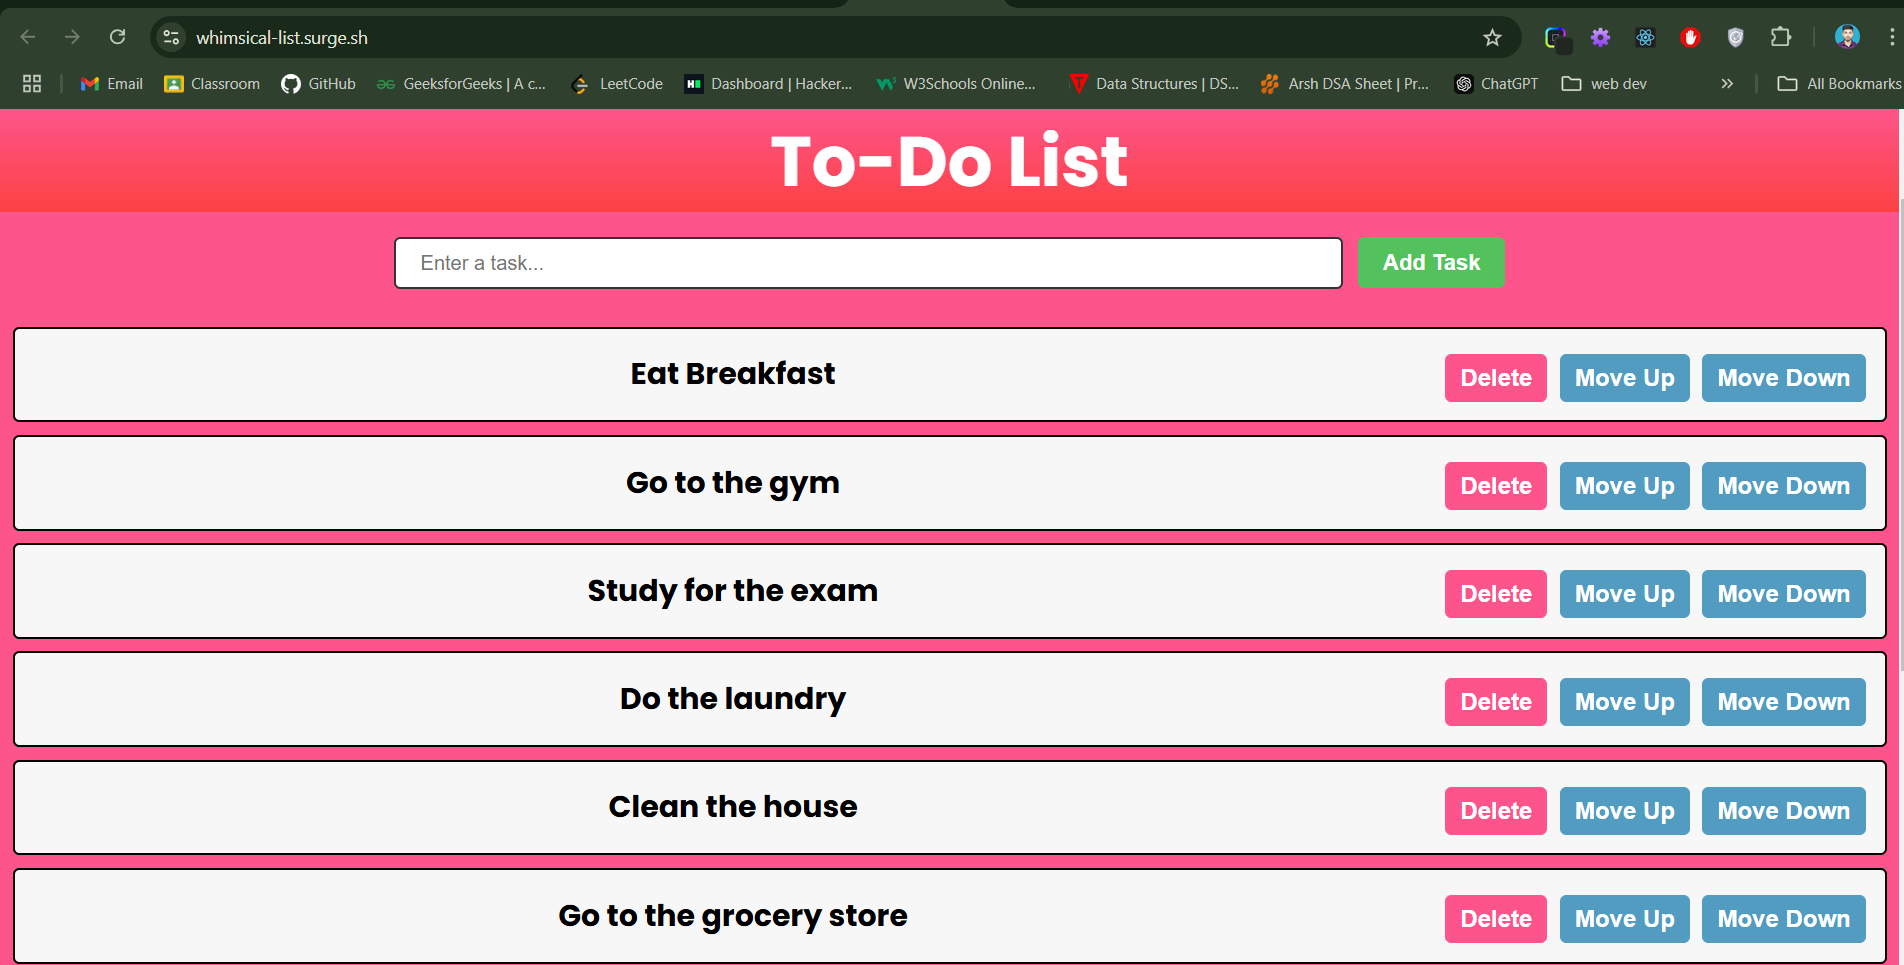 whimsical-list.surge.sh
Email Classroom GitHub GeeksforGeeks | A c... LeetCode Dashboard | Hacker... W3Schools Online... Data Structures | DS... Arsh DSA Sheet | Pr... ChatGPT web dev All Bookmarks
To-Do List
Enter a task... Add Task
Eat Breakfast Delete Move Up Move Down
Go to the gym Delete Move Up Move Down
Study for the exam Delete Move Up Move Down
Do the laundry Delete Move Up Move Down
Clean the house Delete Move Up Move Down
Go to the grocery store Delete Move Up Move Down